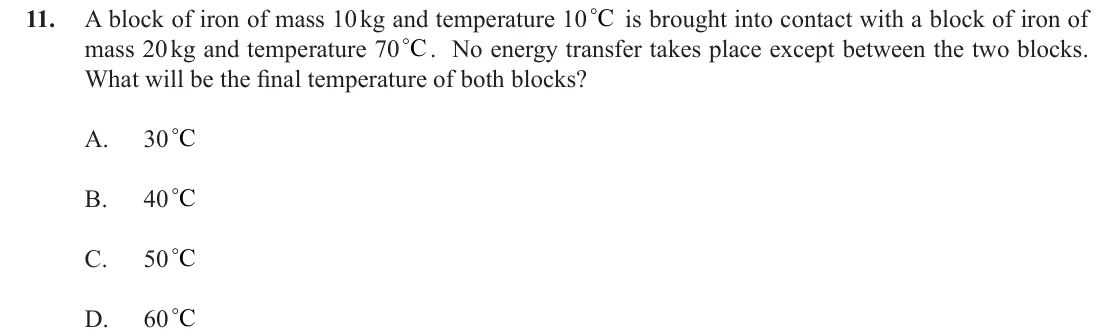 11. A block of iron of mass 10 kg and temperature 10 °C is brought into contact with a block of iron of
mass 20 kg and temperature 70 °C. No energy transfer takes place except between the two blocks.
What will be the final temperature of both blocks?
A. 30 °C
B. 40 °C
C. 50 °C
D. 60 °C